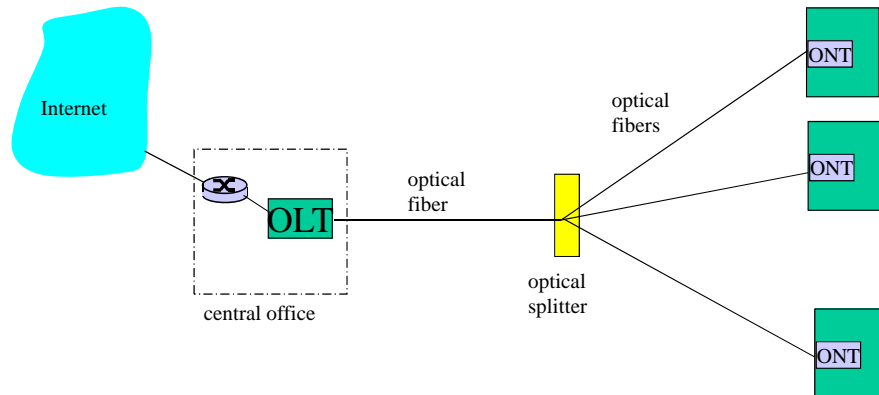 Internet
central office
OLT
optical
fiber
optical
splitter
optical
fibers
ONT
ONT
ONT